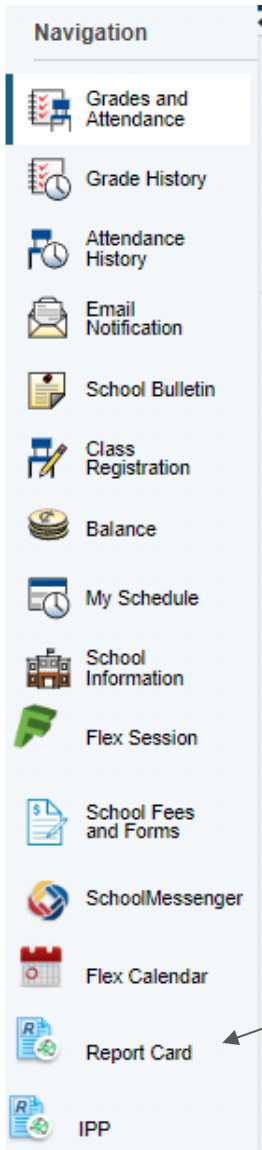 Navigation
Grades and
Attendance
Grade History
Attendance
History
Email
Notification
School Bulletin
Class
Registration
Balance
My Schedule
School
Information
Flex Session
School Fees
and Forms
SchoolMessenger
Flex Calendar
Report Card
IPP